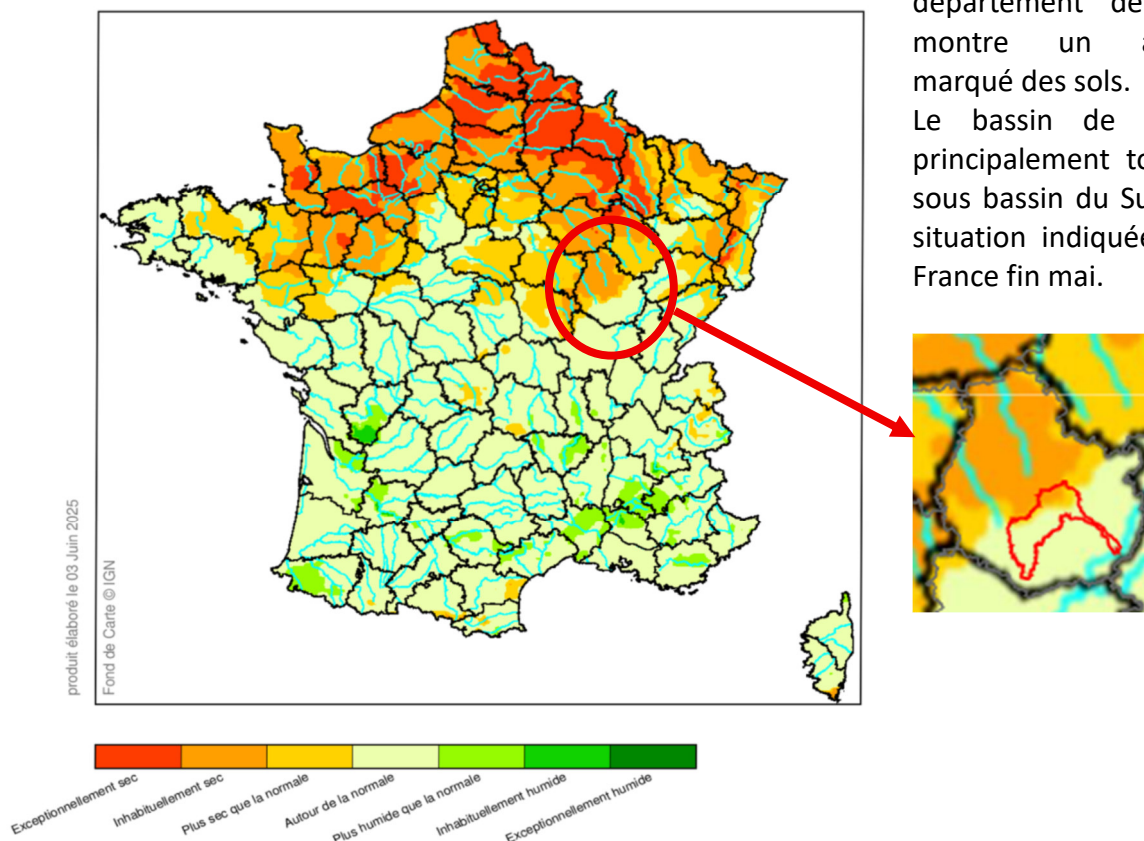 département de
montre un a
marqué des sols.
Le bassin de
principalement to
sous bassin du Su
situation indiquée
France fin mai.
produit élaboré le 03 Juin 2025
Fond de Carte © IGN
Exceptionnellement sec
Inhabituellement sec
Plus sec que la normale
Autour de la normale
Plus humide que la normale
Inhabituellement humide
Exceptionnellement humide